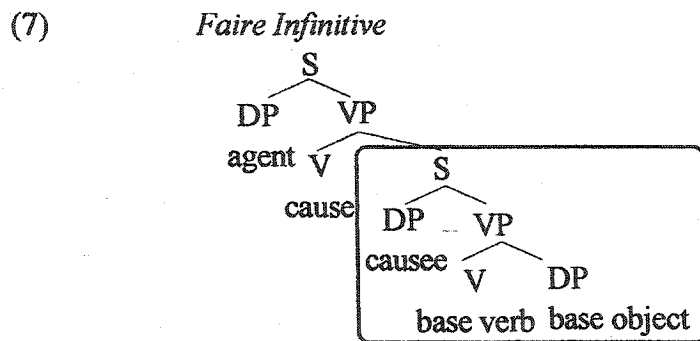 (7) Faire Infinitive
S
DP VP
agent V S
cause DP VP
causee V DP
base verb base object